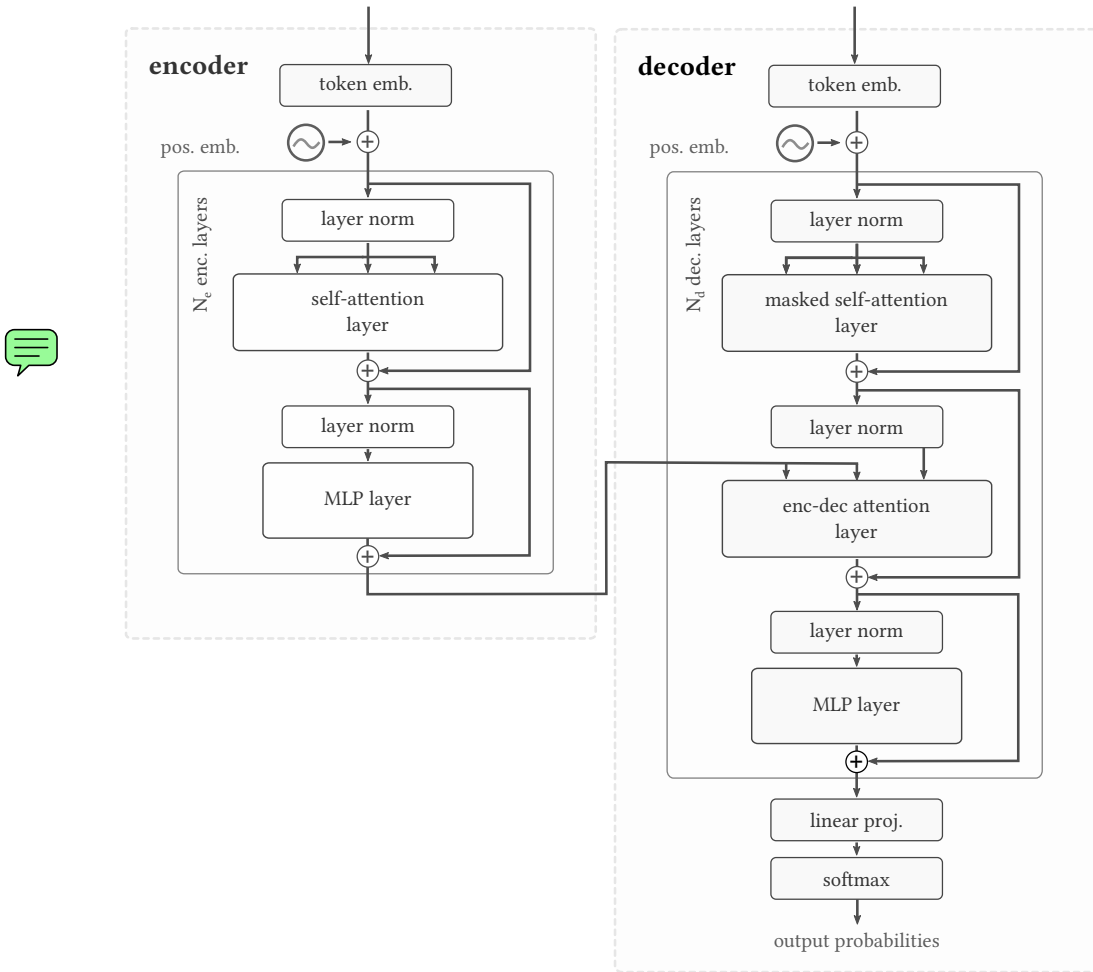 encoder
token emb.
pos. emb.
Nₑ enc. layers
layer norm
self-attention
layer
layer norm
MLP layer
decoder
token emb.
pos. emb.
N_d dec. layers
layer norm
masked self-attention
layer
layer norm
enc-dec attention
layer
layer norm
MLP layer
linear proj.
softmax
output probabilities